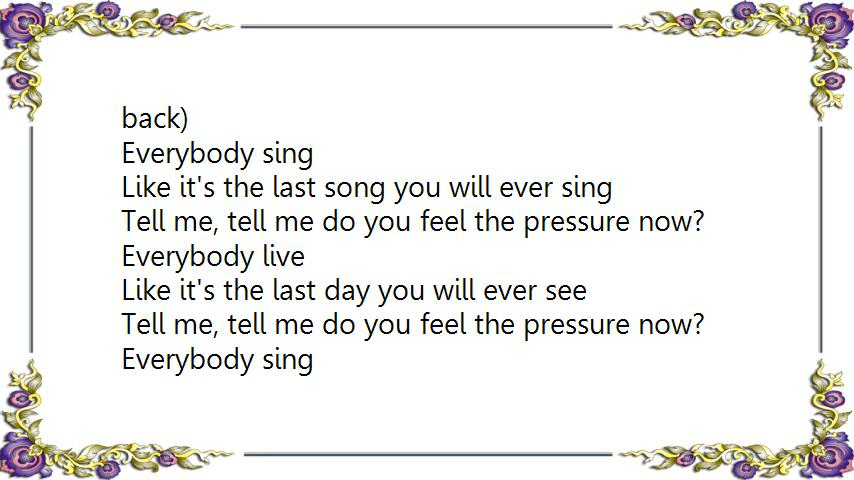 back)
Everybody sing
Like it's the last song you will ever sing
Tell me, tell me do you feel the pressure now?
Everybody live
Like it's the last day you will ever see
Tell me, tell me do you feel the pressure now?
Everybody sing